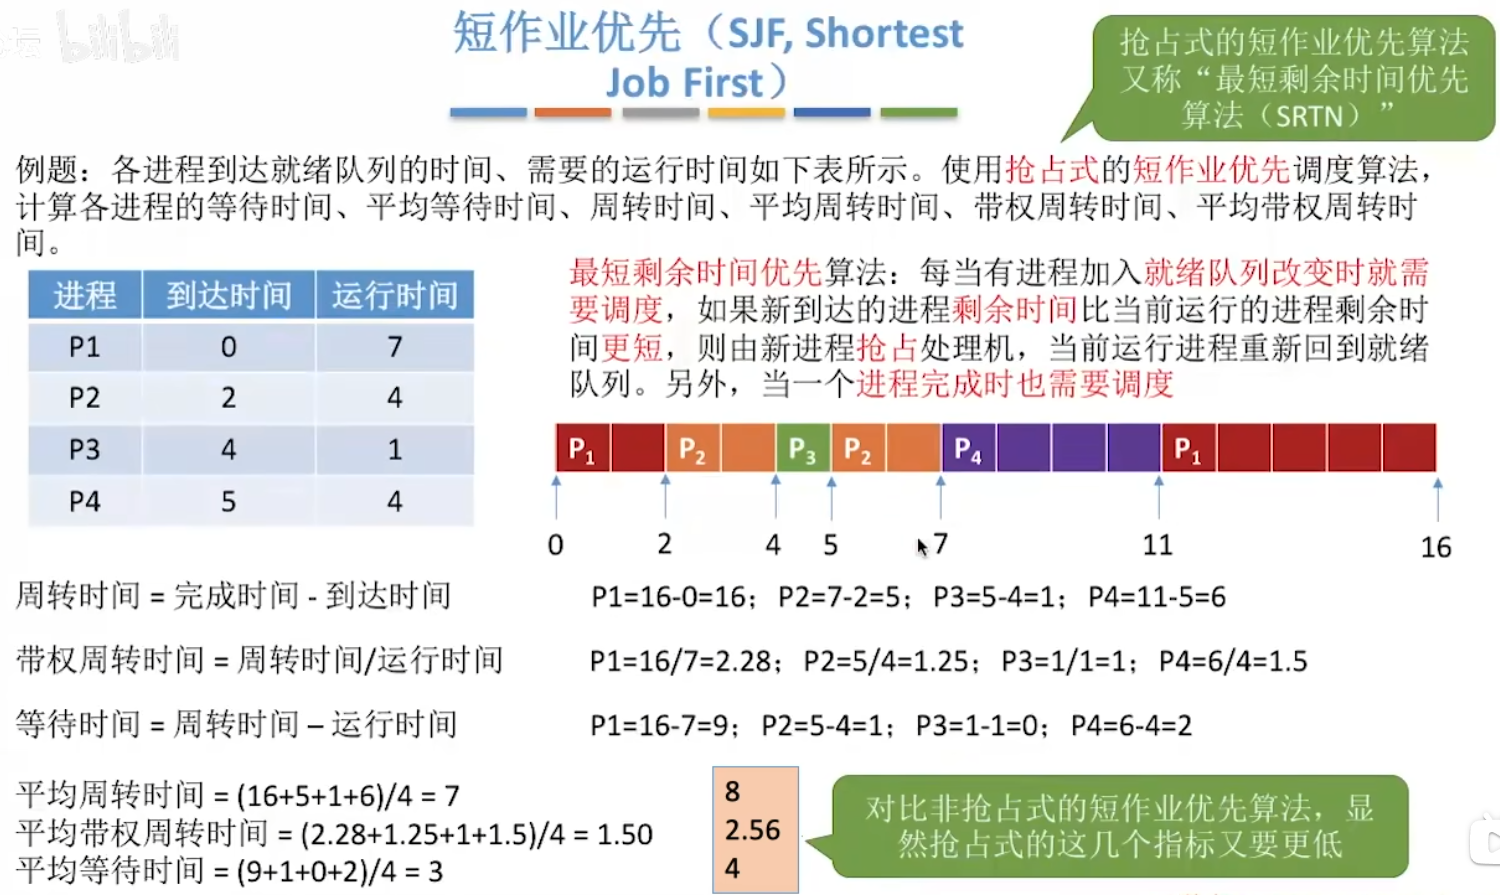 坛 bilibili
短作业优先（SJF, Shortest
Job First）
抢占式的短作业优先算法
又称“最短剩余时间优先
算法（SRTN）”
例题：各进程到达就绪队列的时间、需要的运行时间如下表所示。使用抢占式的短作业优先调度算法，
计算各进程的等待时间、平均等待时间、周转时间、平均周转时间、带权周转时间、平均带权周转时
间。
进程 到达时间 运行时间
P1 0 7
P2 2 4
P3 4 1
P4 5 4
最短剩余时间优先算法：每当有进程加入就绪队列改变时就需
要调度，如果新到达的进程剩余时间比当前运行的进程剩余时
间更短，则由新进程抢占处理机，当前运行进程重新回到就绪
队列。另外，当一个进程完成时也需要调度
P1 P2 P3 P2 P4 P1
0 2 4 5 7 11 16
周转时间 = 完成时间 - 到达时间 P1=16-0=16；P2=7-2=5；P3=5-4=1；P4=11-5=6
带权周转时间 = 周转时间/运行时间 P1=16/7=2.28；P2=5/4=1.25；P3=1/1=1；P4=6/4=1.5
等待时间 = 周转时间 – 运行时间 P1=16-7=9；P2=5-4=1；P3=1-1=0；P4=6-4=2
平均周转时间 = (16+5+1+6)/4 = 7
平均带权周转时间 = (2.28+1.25+1+1.5)/4 = 1.50
平均等待时间 = (9+1+0+2)/4 = 3
8
2.56
4
对比非抢占式的短作业优先算法，显
然抢占式的这几个指标又要更低